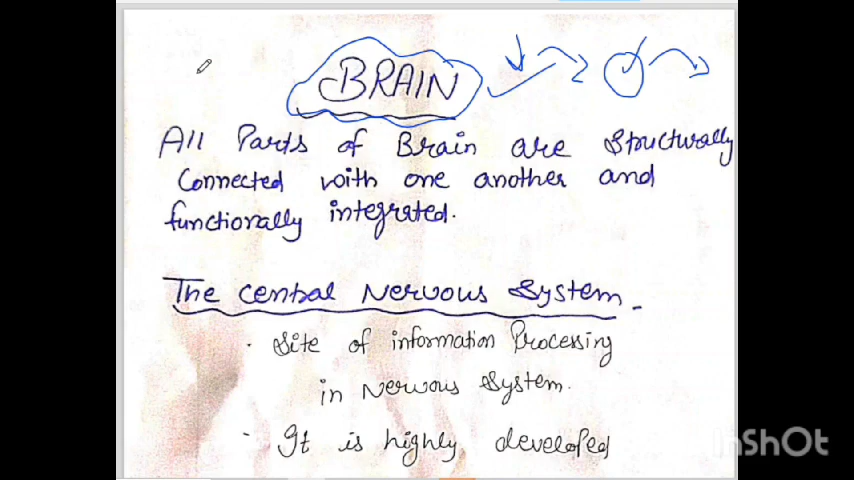 BRAIN
All Parts of Brain are Structurally
Connected with one another and
functionally integrated.
The Central Nervous System.
· Site of information Processing
in Nervous System.
· It is highly developed
InShOt